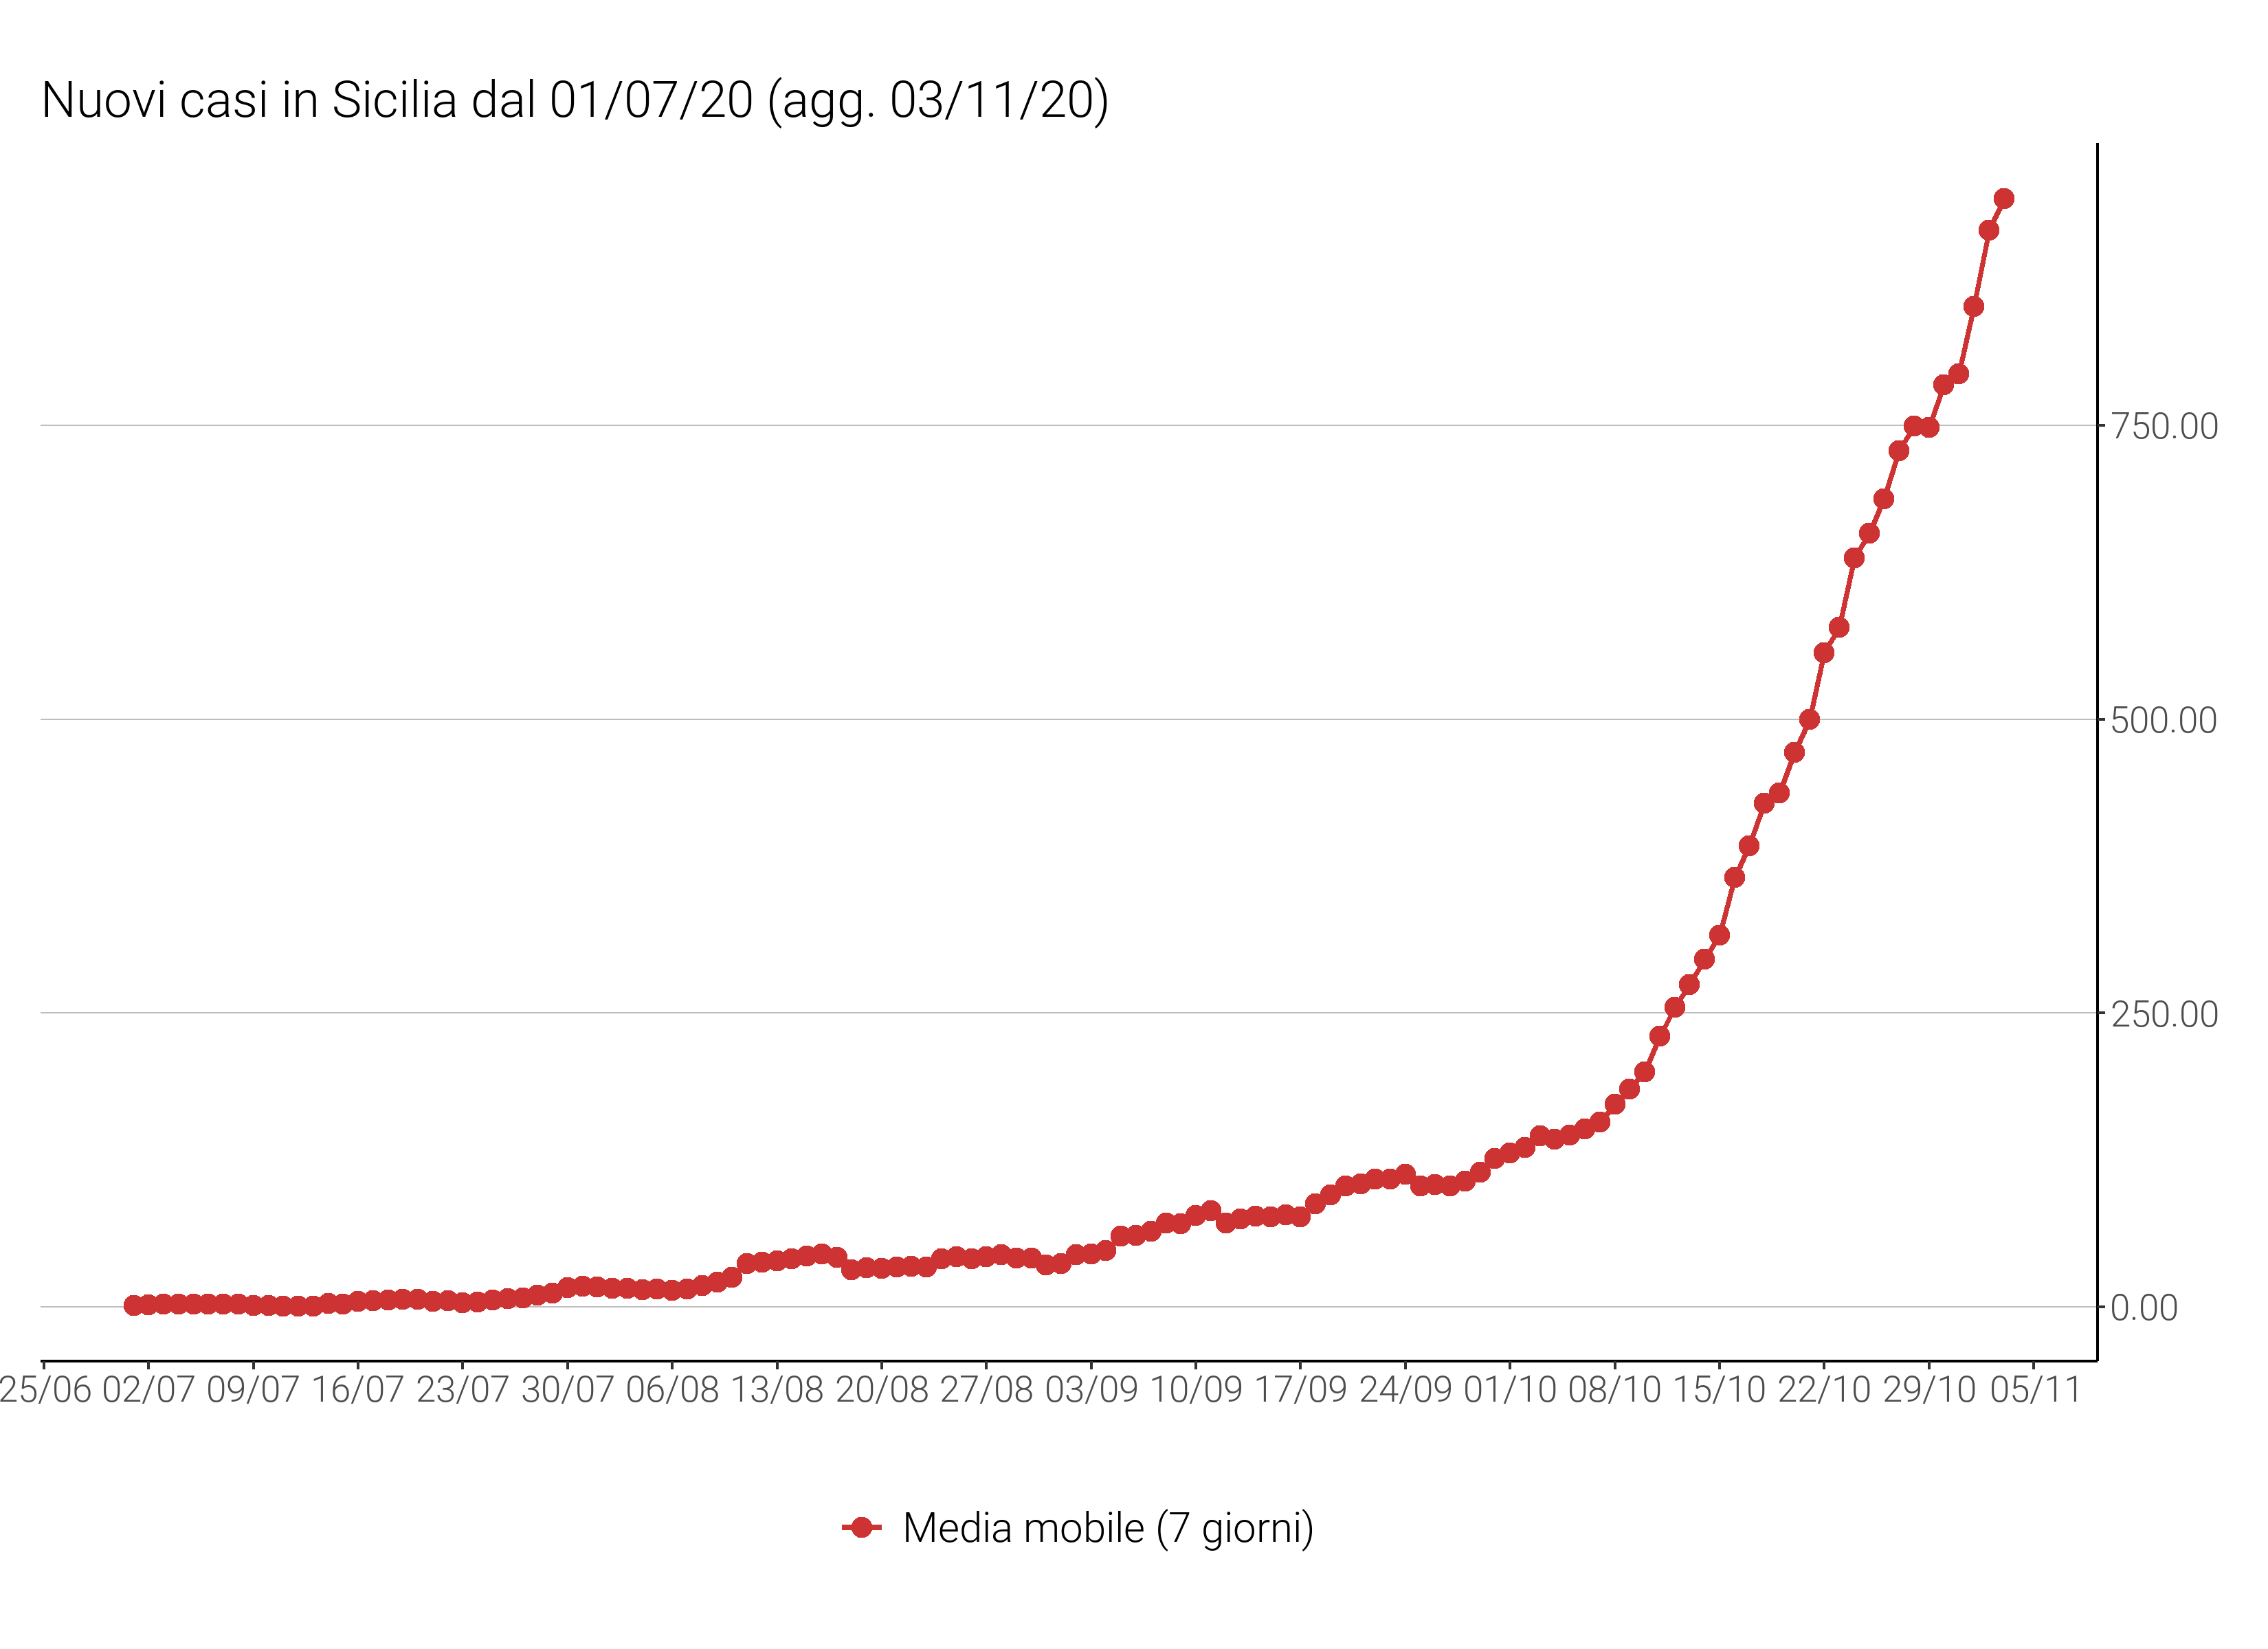 Nuovi casi in Sicilia dal 01/07/20 (agg. 03/11/20)
750.00
500.00
250.00
0.00
25/06 02/07 09/07 16/07 23/07 30/07 06/08 13/08 20/08 27/08 03/09 10/09 17/09 24/09 01/10 08/10 15/10 22/10 29/10 05/11
Media mobile (7 giorni)